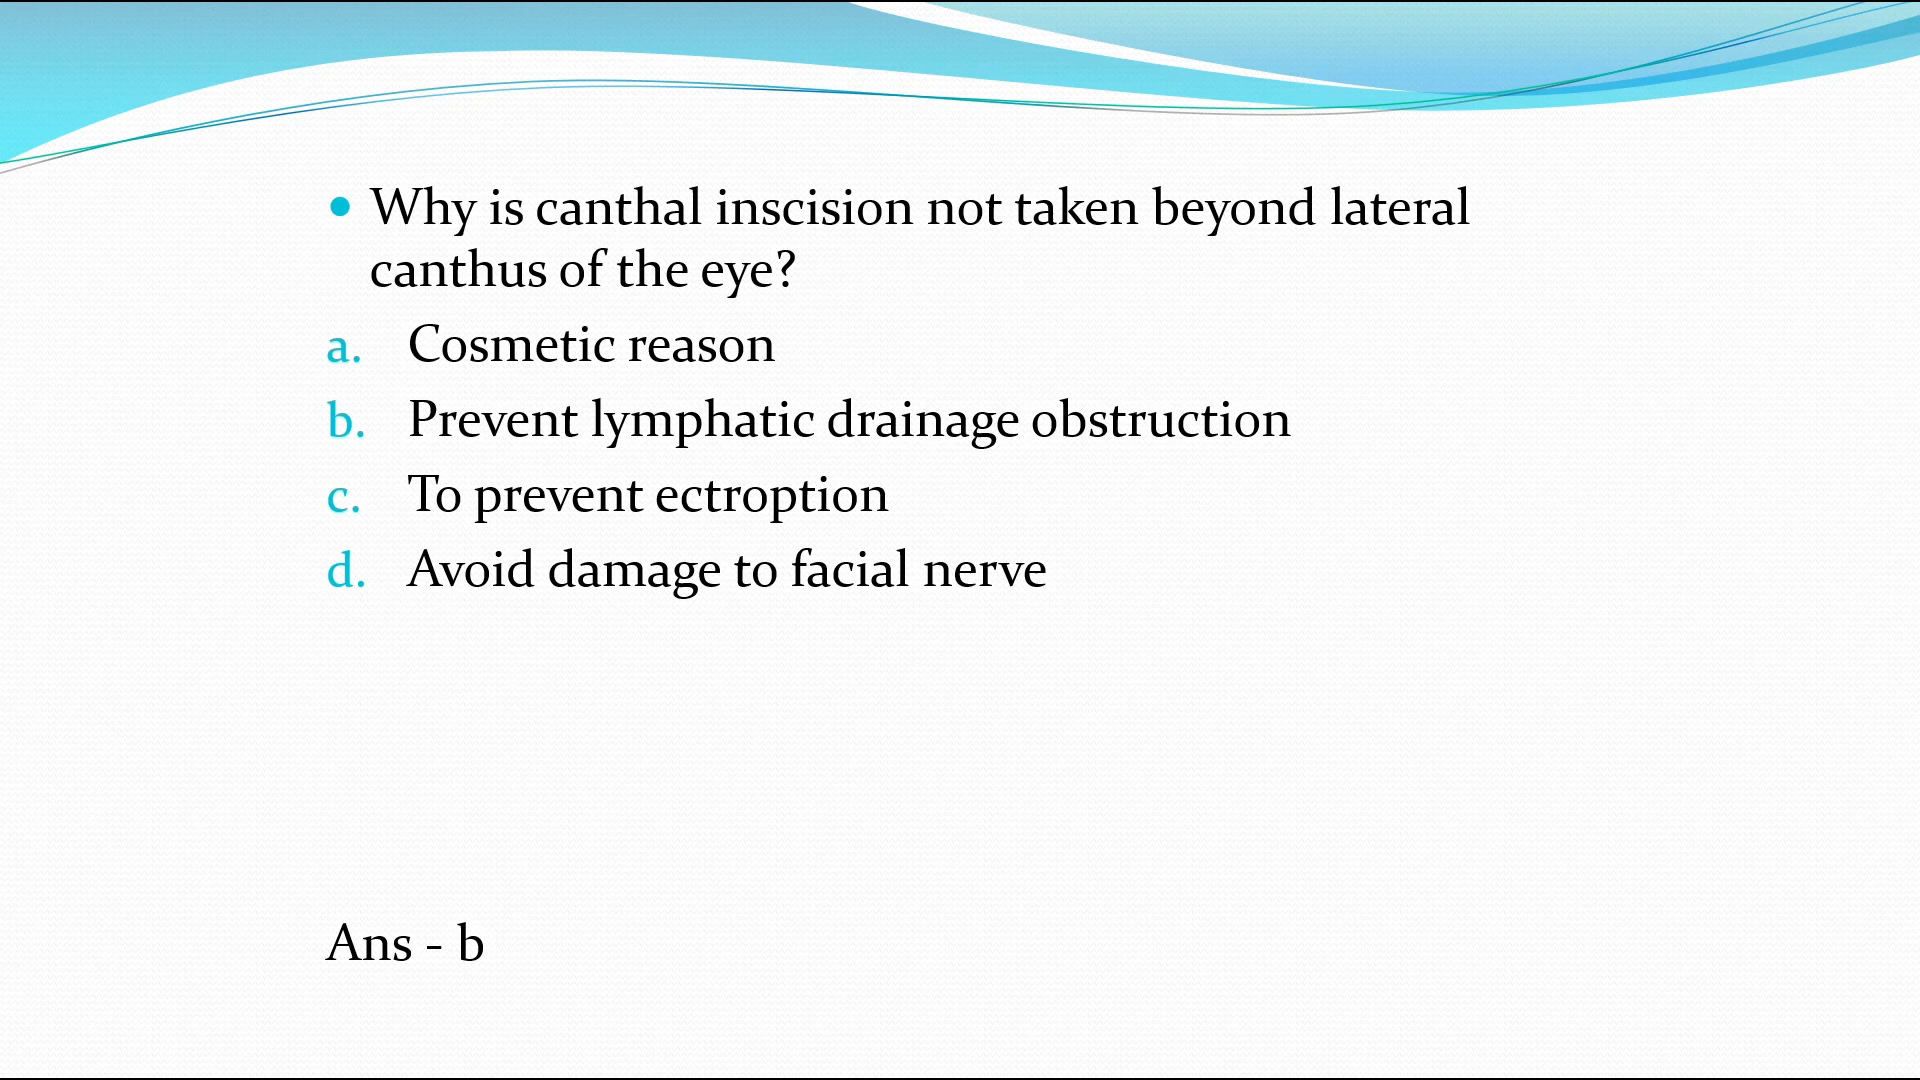 • Why is canthal inscision not taken beyond lateral
canthus of the eye?
a. Cosmetic reason
b. Prevent lymphatic drainage obstruction
c. To prevent ectroption
d. Avoid damage to facial nerve
Ans - b